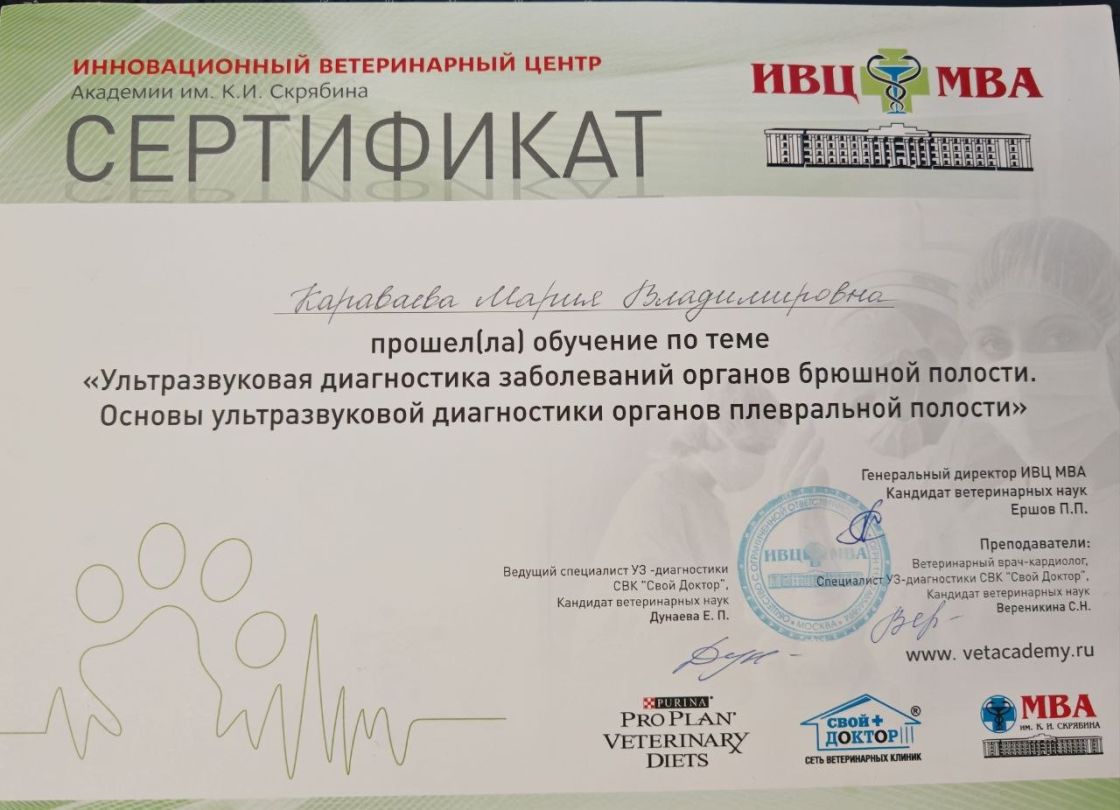 ИННОВАЦИОННЫЙ ВЕТЕРИНАРНЫЙ ЦЕНТР
Академии им. К.И. Скрябина
СЕРТИФИКАТ
ИВЦ МВА
Караваева Мария Владимировна
прошел(ла) обучение по теме
«Ультразвуковая диагностика заболеваний органов брюшной полости.
Основы ультразвуковой диагностики органов плевральной полости»
Генеральный директор ИВЦ МВА
Кандидат ветеринарных наук
Ершов П.П.
Преподаватели:
Ветеринарный врач-кардиолог,
Специалист УЗ-диагностики СВК "Свой Доктор",
Кандидат ветеринарных наук
Вереникина С.Н.
Ведущий специалист УЗ -диагностики
СВК "Свой Доктор",
Кандидат ветеринарных наук
Дунаева Е. П.
ИВЦ МВА
МОСКВА
www. vetacademy.ru
PURINA
PRO PLAN
VETERINARY
DIETS
СВОЙ+
ДОКТОР
®
СЕТЬ ВЕТЕРИНАРНЫХ КЛИНИК
МВА
ИМ. К. И. СКРЯБИНА